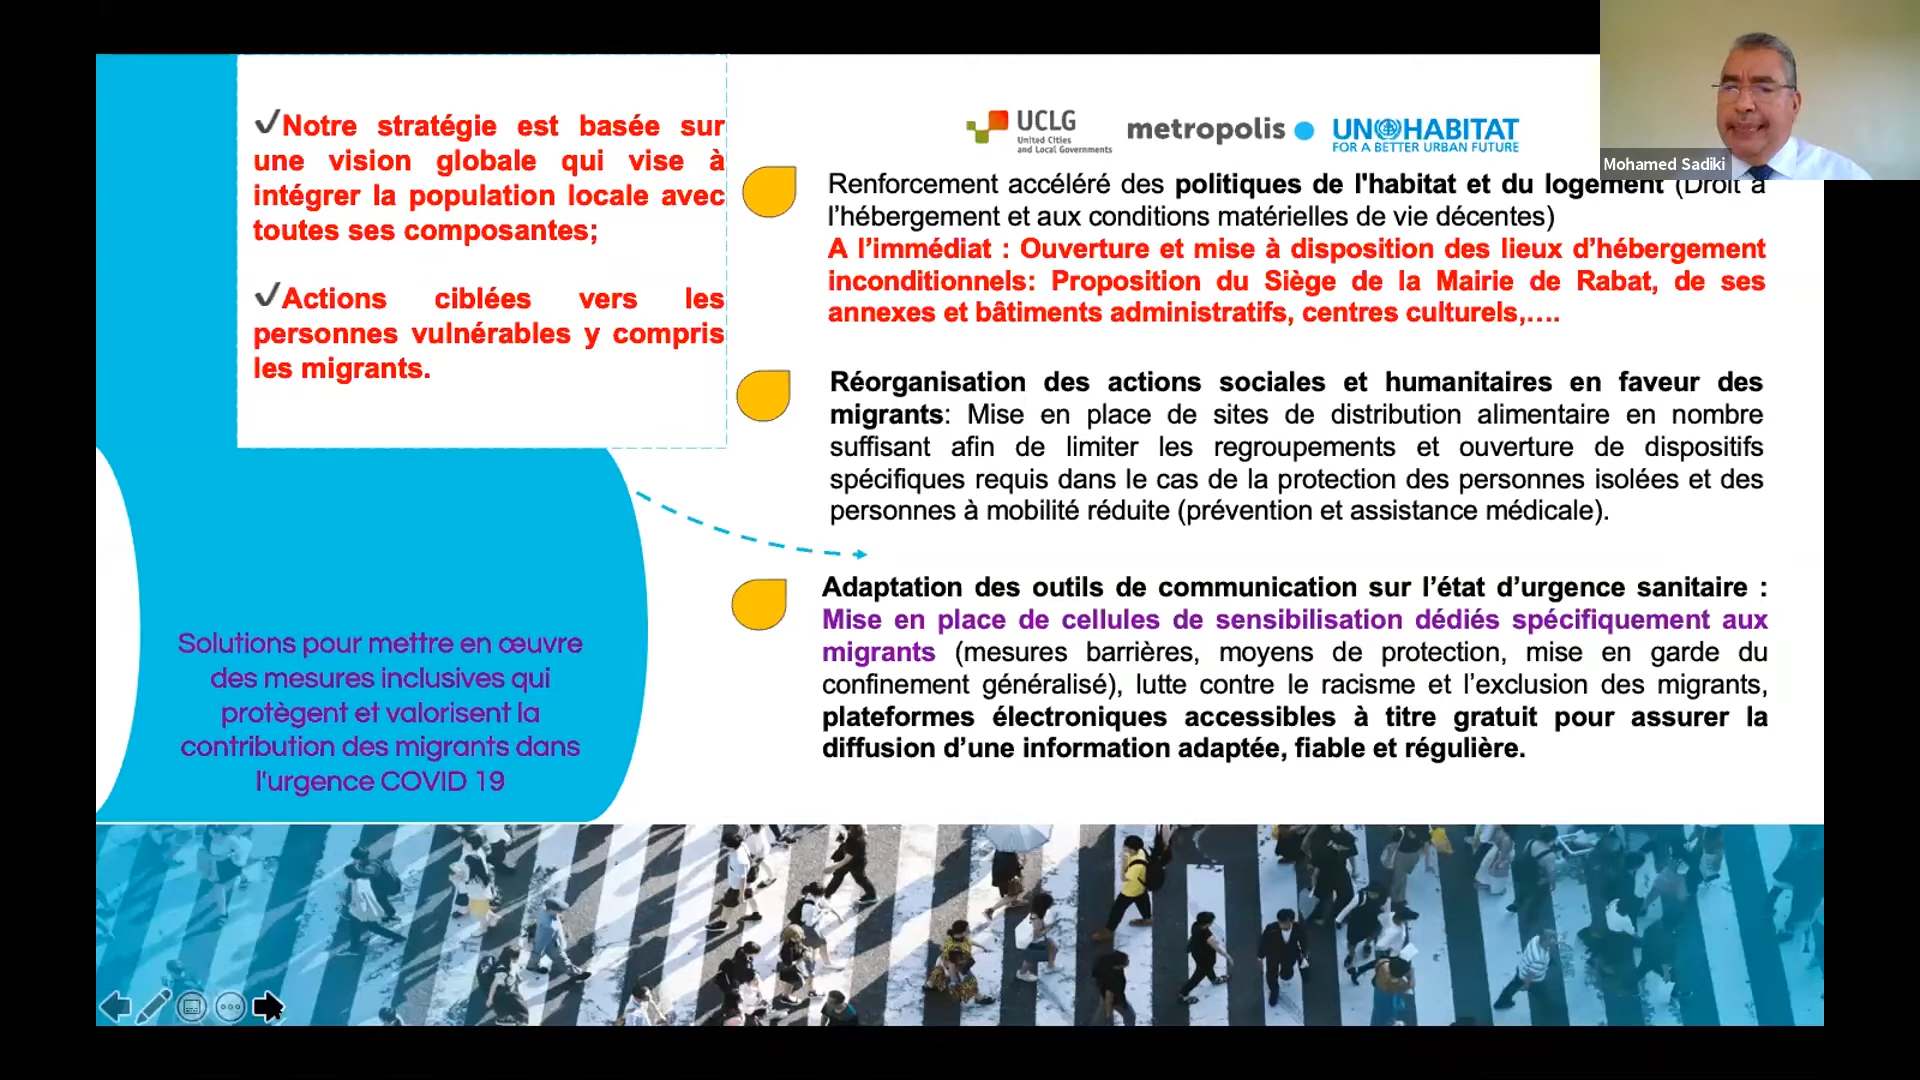 ✓Notre stratégie est basée sur
une vision globale qui vise à
intégrer la population locale avec
toutes ses composantes;
✓Actions ciblées vers les
personnes vulnérables y compris
les migrants.
Solutions pour mettre en œuvre
des mesures inclusives qui
protègent et valorisent la
contribution des migrants dans
l'urgence COVID 19
UCLG
United Cities
and Local Governments
metropolis
UN HABITAT
FOR A BETTER URBAN FUTURE
Mohamed Sadiki
Renforcement accéléré des politiques de l'habitat et du logement (Droit à
l’hébergement et aux conditions matérielles de vie décentes)
A l’immédiat : Ouverture et mise à disposition des lieux d’hébergement
inconditionnels: Proposition du Siège de la Mairie de Rabat, de ses
annexes et bâtiments administratifs, centres culturels,….
Réorganisation des actions sociales et humanitaires en faveur des
migrants: Mise en place de sites de distribution alimentaire en nombre
suffisant afin de limiter les regroupements et ouverture de dispositifs
spécifiques requis dans le cas de la protection des personnes isolées et des
personnes à mobilité réduite (prévention et assistance médicale).
Adaptation des outils de communication sur l’état d’urgence sanitaire :
Mise en place de cellules de sensibilisation dédiés spécifiquement aux
migrants (mesures barrières, moyens de protection, mise en garde du
confinement généralisé), lutte contre le racisme et l’exclusion des migrants,
plateformes électroniques accessibles à titre gratuit pour assurer la
diffusion d’une information adaptée, fiable et régulière.